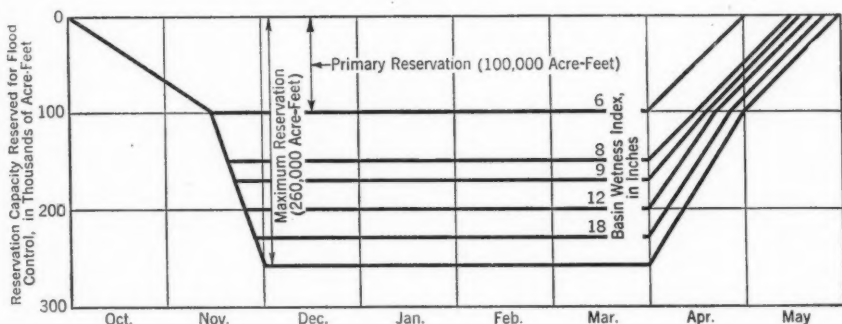 Reservation Capacity Reserved for Flood
Control, in Thousands of Acre-Feet
0
100
200
300
Primary Reservation (100,000 Acre-Feet)
Maximum Reservation
(260,000 Acre-Feet)
6
8
9
12
18
Basin Wetness Index,
in Inches
Oct.
Nov.
Dec.
Jan.
Feb.
Mar.
Apr.
May